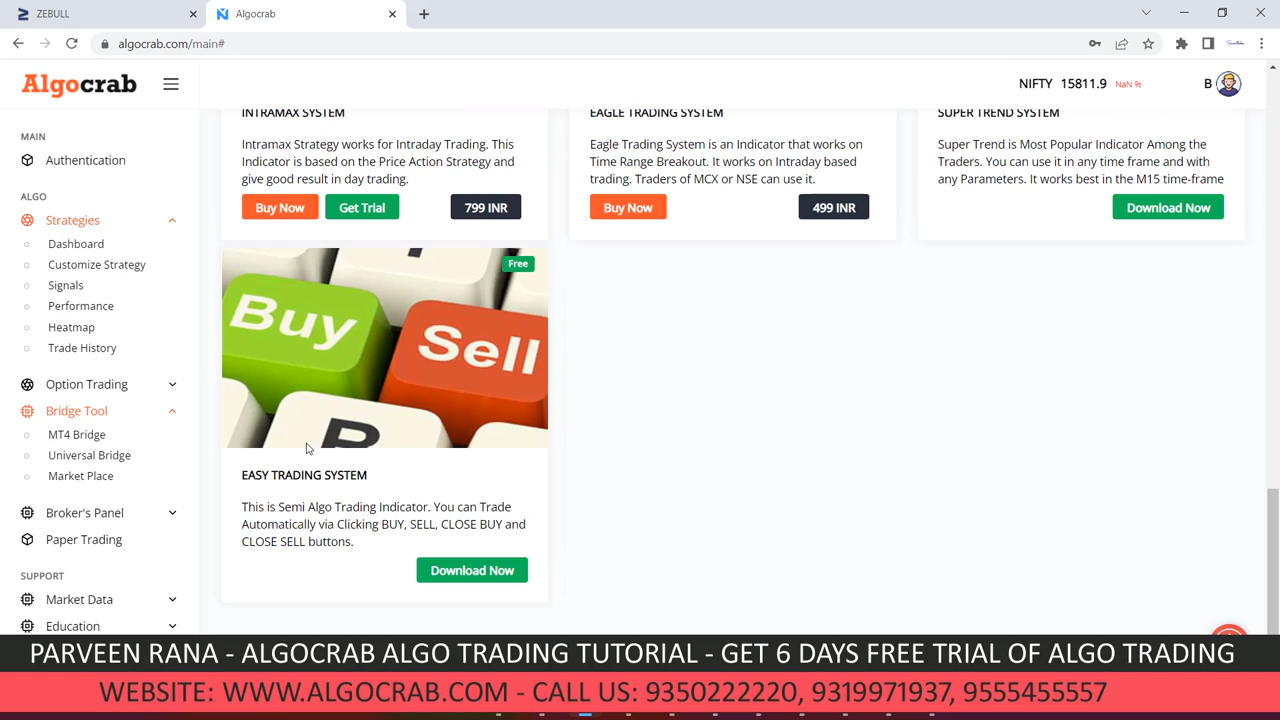 ZEBULL
Algocrab
algocrab.com/main#
Algocrab
NIFTY 15811.9 NaN %
B
MAIN
Authentication
ALGO
Strategies
Dashboard
Customize Strategy
Signals
Performance
Heatmap
Trade History
Option Trading
Bridge Tool
MT4 Bridge
Universal Bridge
Market Place
Broker's Panel
Paper Trading
SUPPORT
Market Data
Education
INTRAMAX SYSTEM
Intramax Strategy works for Intraday Trading. This
Indicator is based on the Price Action Strategy and
give good result in day trading.
Buy Now
Get Trial
799 INR
EAGLE TRADING SYSTEM
Eagle Trading System is an Indicator that works on
Time Range Breakout. It works on Intraday based
trading. Traders of MCX or NSE can use it.
Buy Now
499 INR
SUPER TREND SYSTEM
Super Trend is Most Popular Indicator Among the
Traders. You can use it in any time frame and with
any Parameters. It works best in the M15 time-frame
Download Now
Free
Buy
Sell
EASY TRADING SYSTEM
This is Semi Algo Trading Indicator. You can Trade
Automatically via Clicking BUY, SELL, CLOSE BUY and
CLOSE SELL buttons.
Download Now
PARVEEN RANA - ALGOCRAB ALGO TRADING TUTORIAL - GET 6 DAYS FREE TRIAL OF ALGO TRADING
WEBSITE: WWW.ALGOCRAB.COM - CALL US: 9350222220, 9319971937, 9555455557